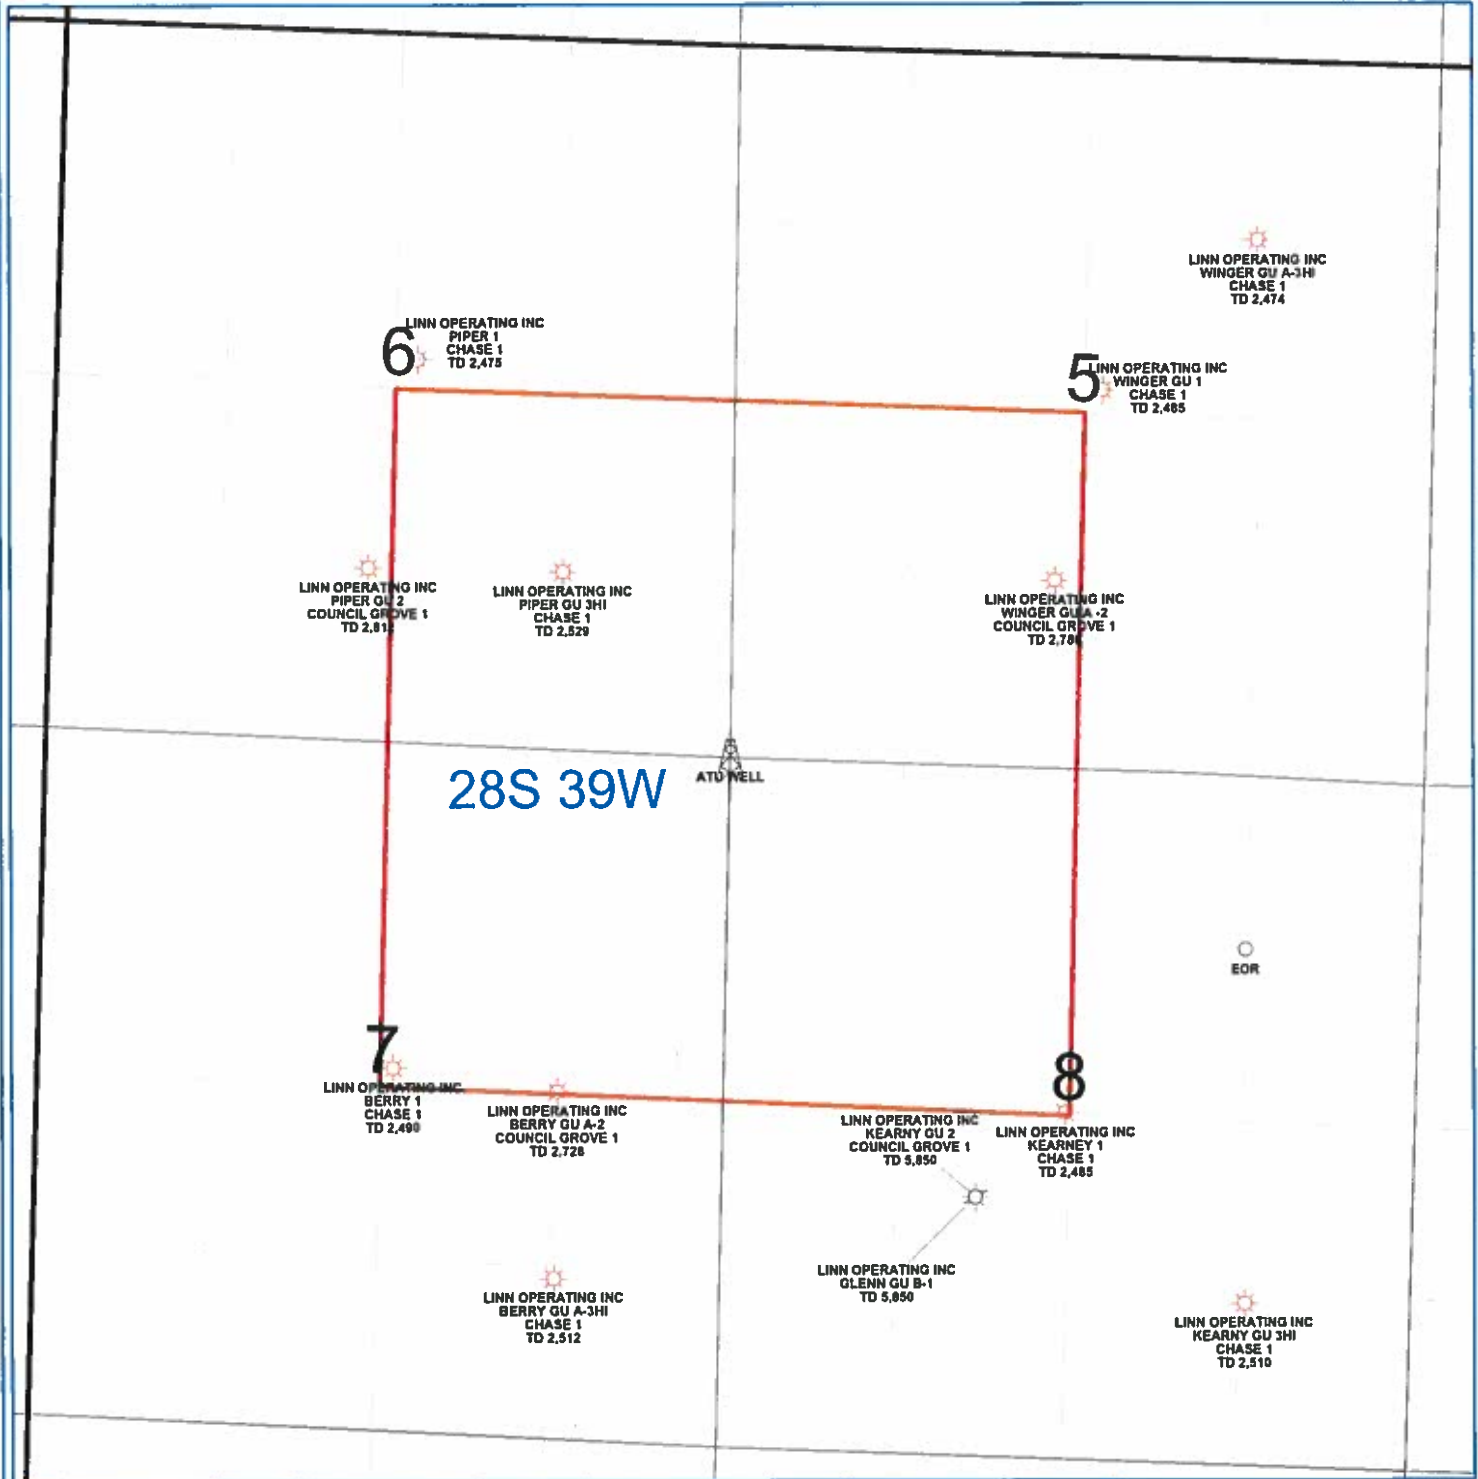 LINN OPERATING INC
WINGER GU A-3HI
CHASE 1
TD 2,474
6
LINN OPERATING INC
PIPER 1
CHASE 1
TD 2,475
5
LINN OPERATING INC
WINGER GU 1
CHASE 1
TD 2,465
LINN OPERATING INC
PIPER GU 2
COUNCIL GROVE 1
LINN OPERATING INC
PIPER GU 3HI
CHASE 1
TD 2,529
LINN OPERATING INC
WINGER GU A -2
COUNCIL GROVE 1
28S 39W
WELL
EOR
7
LINN OPERATING INC
BERRY 1
CHASE 1
TD 2,490
LINN OPERATING INC
BERRY GU A-2
COUNCIL GROVE 1
TD 2,728
LINN OPERATING INC
KEARNY GU 2
COUNCIL GROVE 1
TD 5,850
8
LINN OPERATING INC
KEARNEY 1
CHASE 1
TD 2,485
LINN OPERATING INC
GLENN GU B-1
TD 5,850
LINN OPERATING INC
BERRY GU A-3HI
CHASE 1
TD 2,512
LINN OPERATING INC
KEARNY GU 3HI
CHASE 1
TD 2,510